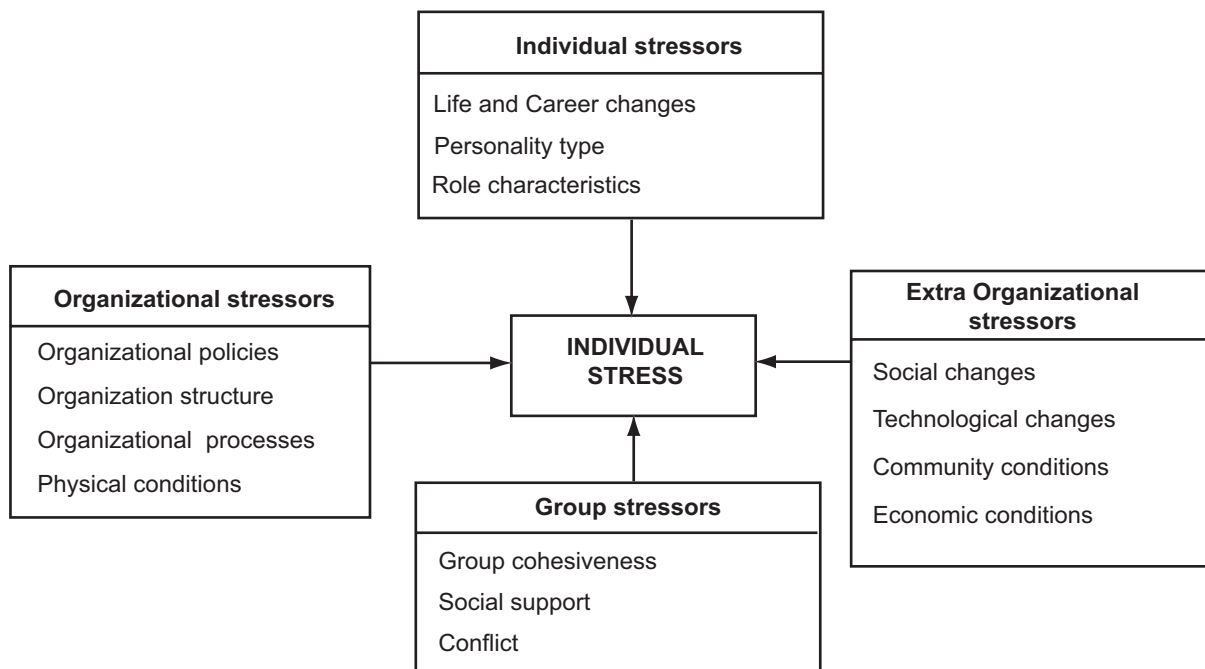 Individual stressors
Life and Career changes
Personality type
Role characteristics
Organizational stressors
Organizational policies
Organization structure
Organizational processes
Physical conditions
INDIVIDUAL
STRESS
Extra Organizational
stressors
Social changes
Technological changes
Community conditions
Economic conditions
Group stressors
Group cohesiveness
Social support
Conflict